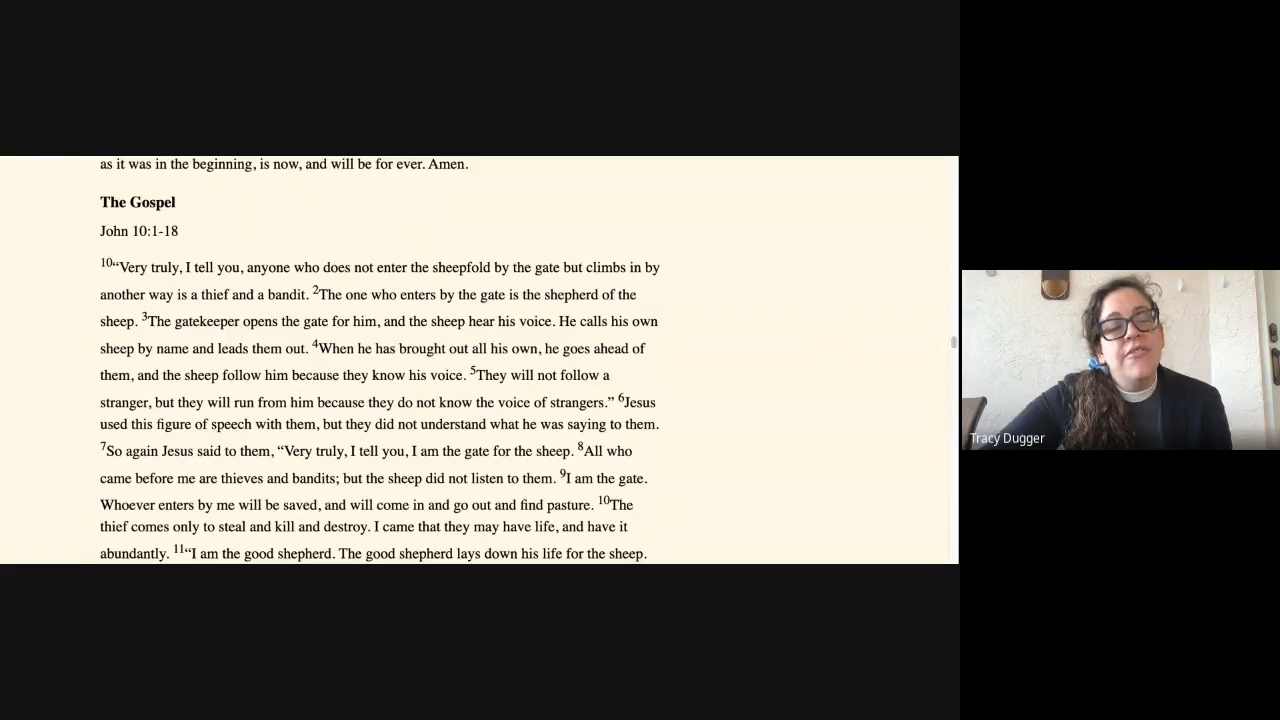 as it was in the beginning, is now, and will be for ever. Amen.
The Gospel
John 10:1-18
10“Very truly, I tell you, anyone who does not enter the sheepfold by the gate but climbs in by
another way is a thief and a bandit. 2The one who enters by the gate is the shepherd of the
sheep. 3The gatekeeper opens the gate for him, and the sheep hear his voice. He calls his own
sheep by name and leads them out. 4When he has brought out all his own, he goes ahead of
them, and the sheep follow him because they know his voice. 5They will not follow a
stranger, but they will run from him because they do not know the voice of strangers.” 6Jesus
used this figure of speech with them, but they did not understand what he was saying to them.
7So again Jesus said to them, “Very truly, I tell you, I am the gate for the sheep. 8All who
came before me are thieves and bandits; but the sheep did not listen to them. 9I am the gate.
Whoever enters by me will be saved, and will come in and go out and find pasture. 10The
thief comes only to steal and kill and destroy. I came that they may have life, and have it
abundantly. 11“I am the good shepherd. The good shepherd lays down his life for the sheep.
Tracy Dugger